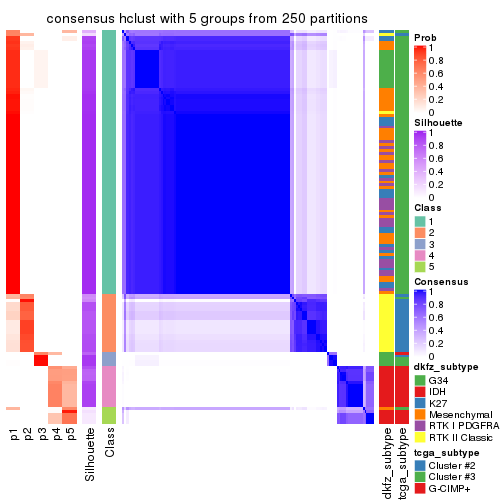 consensus hclust with 5 groups from 250 partitions
Prob
1
0.8
0.6
0.4
0.2
0
Silhouette
1
0.8
0.6
0.4
0.2
0
Class
1
2
3
4
5
Consensus
1
0.8
0.6
0.4
0.2
0
dkfz_subtype
G34
IDH
K27
Mesenchymal
RTK I PDGFRA
RTK II Classic
tcga_subtype
Cluster #2
Cluster #3
G-CIMP+
p1
p2
p3
p4
p5
Silhouette
Class
dkfz_subtype
tcga_subtype